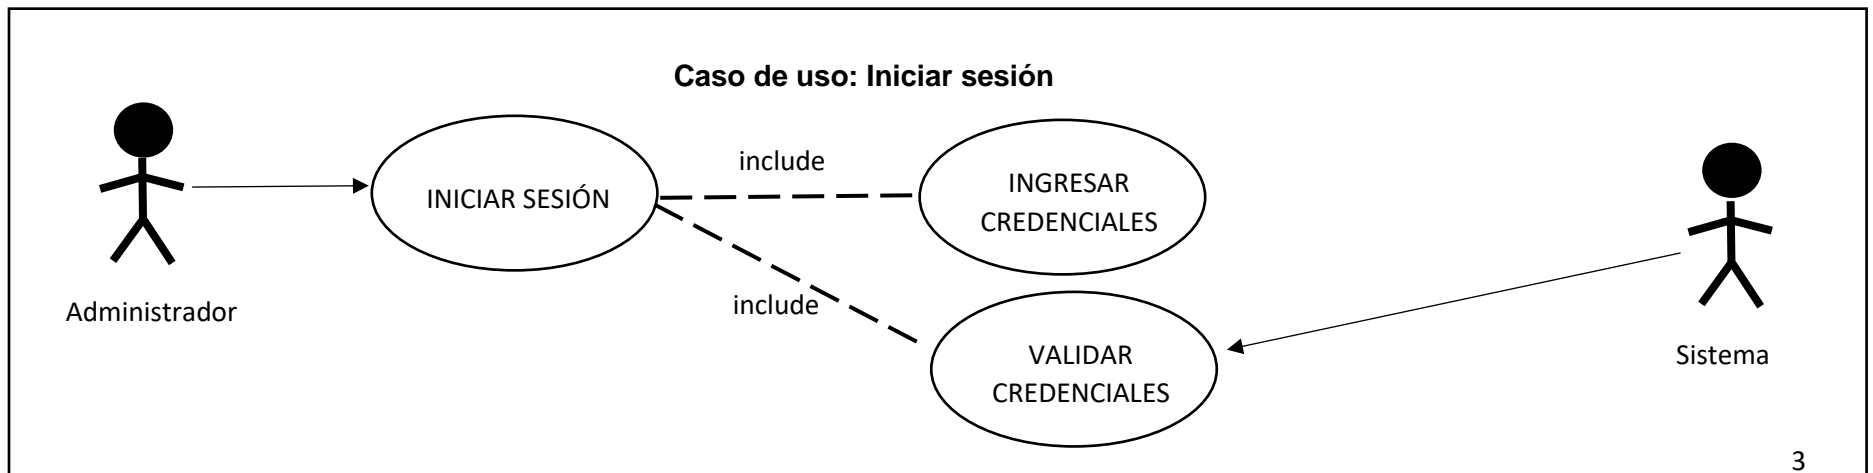 Caso de uso: Iniciar sesión
include
INICIAR SESIÓN
INGRESAR
CREDENCIALES
Administrador
include
VALIDAR
CREDENCIALES
Sistema
3